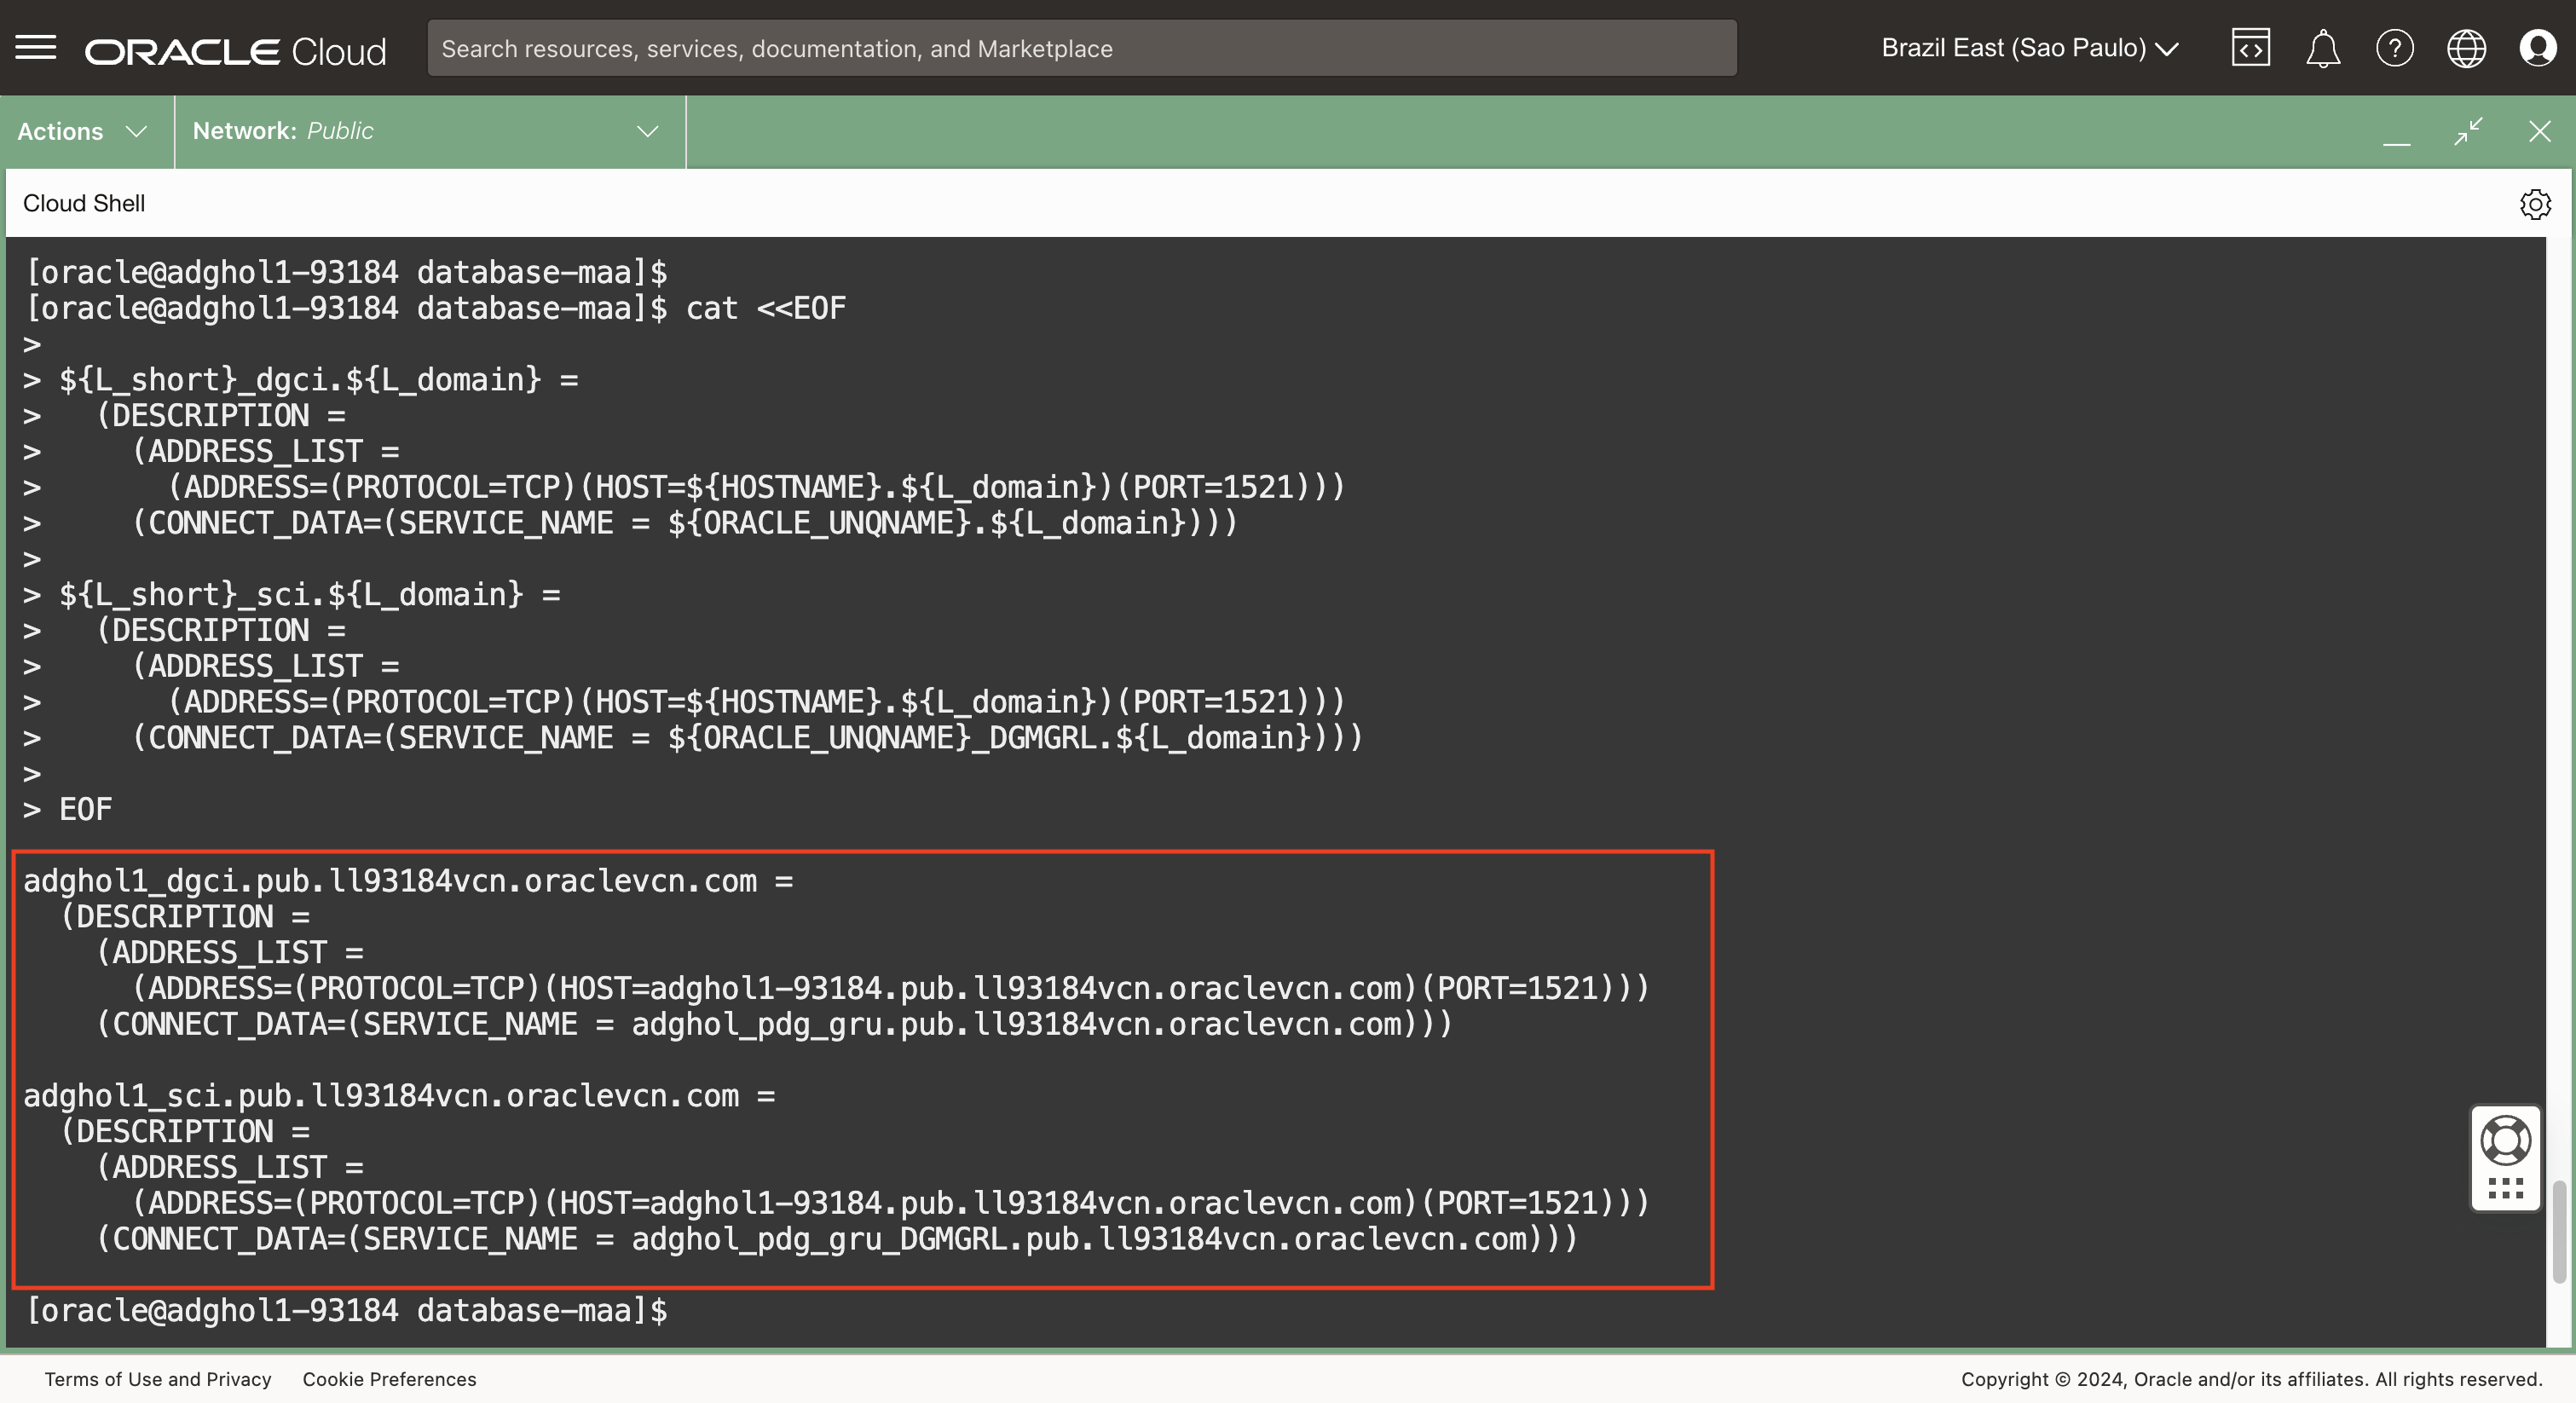 ORACLE Cloud
Search resources, services, documentation, and Marketplace
Brazil East (Sao Paulo)
Actions
Network: Public
Cloud Shell
[oracle@adghol1-93184 database-maa]$
[oracle@adghol1-93184 database-maa]$ cat <<EOF
>
> ${L_short}_dgci.${L_domain} =
>   (DESCRIPTION =
>     (ADDRESS_LIST =
>       (ADDRESS=(PROTOCOL=TCP)(HOST=${HOSTNAME}.${L_domain})(PORT=1521)))
>     (CONNECT_DATA=(SERVICE_NAME = ${ORACLE_UNQNAME}.${L_domain})))
>
> ${L_short}_sci.${L_domain} =
>   (DESCRIPTION =
>     (ADDRESS_LIST =
>       (ADDRESS=(PROTOCOL=TCP)(HOST=${HOSTNAME}.${L_domain})(PORT=1521)))
>     (CONNECT_DATA=(SERVICE_NAME = ${ORACLE_UNQNAME}_DGMGRL.${L_domain})))
>
> EOF
adghol1_dgci.pub.ll93184vcn.oraclevcn.com =
  (DESCRIPTION =
    (ADDRESS_LIST =
      (ADDRESS=(PROTOCOL=TCP)(HOST=adghol1-93184.pub.ll93184vcn.oraclevcn.com)(PORT=1521)))
    (CONNECT_DATA=(SERVICE_NAME = adghol_pdg_gru.pub.ll93184vcn.oraclevcn.com)))
adghol1_sci.pub.ll93184vcn.oraclevcn.com =
  (DESCRIPTION =
    (ADDRESS_LIST =
      (ADDRESS=(PROTOCOL=TCP)(HOST=adghol1-93184.pub.ll93184vcn.oraclevcn.com)(PORT=1521)))
    (CONNECT_DATA=(SERVICE_NAME = adghol_pdg_gru_DGMGRL.pub.ll93184vcn.oraclevcn.com)))
[oracle@adghol1-93184 database-maa]$
Terms of Use and Privacy
Cookie Preferences
Copyright © 2024, Oracle and/or its affiliates. All rights reserved.